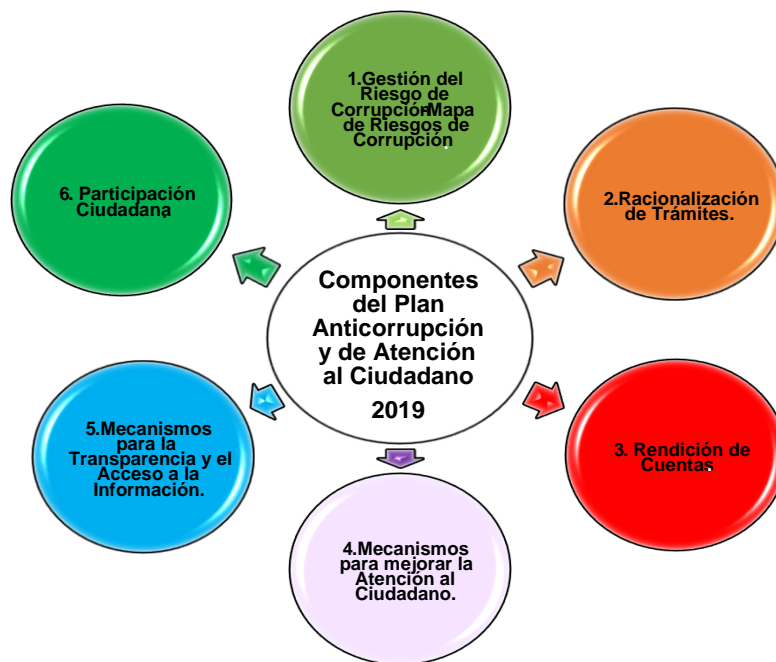 Componentes
del Plan
Anticorrupción
y de Atención
al Ciudadano
2019
1.Gestión del
Riesgo de
Corrupción-Mapa
de Riesgos de
Corrupción.
2.Racionalización
de Trámites.
3. Rendición de
Cuentas.
4.Mecanismos
para mejorar la
Atención al
Ciudadano.
5.Mecanismos
para la
Transparencia y el
Acceso a la
Información.
6. Participación
Ciudadana